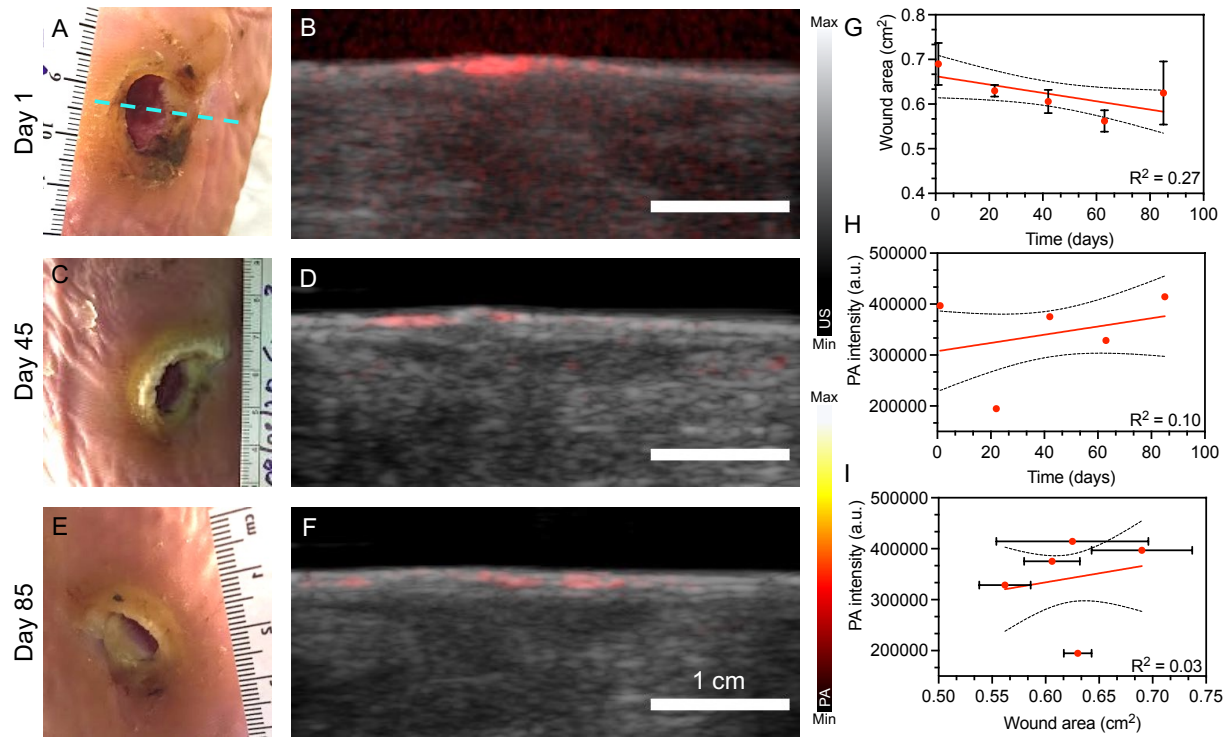 Day 1
A
B
Day 45
C
D
Day 85
E
F
1 cm
Max
US
Min
Max
PA
Min
G
Wound area (cm²)
0.8
0.7
0.6
0.5
0.4
0 20 40 60 80 100
Time (days)
R² = 0.27
H
PA intensity (a.u.)
500000
400000
300000
200000
0 20 40 60 80 100
Time (days)
R² = 0.10
I
PA intensity (a.u.)
500000
400000
300000
200000
0.50 0.55 0.60 0.65 0.70 0.75
Wound area (cm²)
R² = 0.03